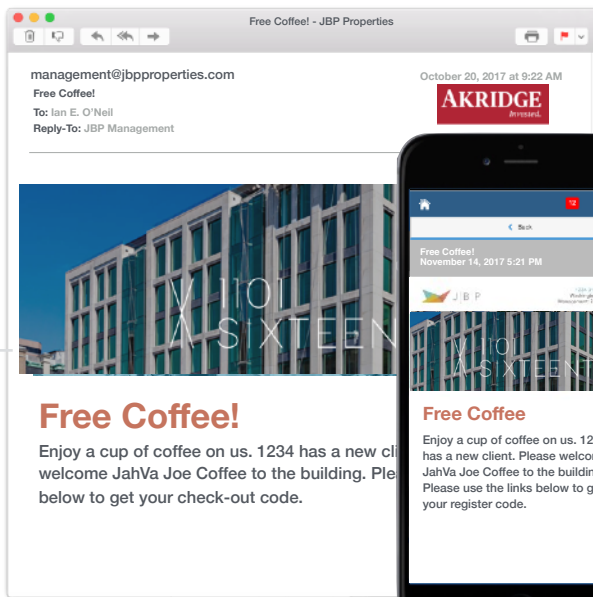 Free Coffee! - JBP Properties
management@jbpproperties.com
October 20, 2017 at 9:22 AM
Free Coffee!
To: Ian E. O'Neil
Reply-To: JBP Management
AKRIDGE
Invested.
1101
SIXTEEN
Free Coffee!
Enjoy a cup of coffee on us. 1234 has a new cli
welcome JahVa Joe Coffee to the building. Plea
below to get your check-out code.
12
Back
Free Coffee!
November 14, 2017 5:21 PM
JBP
1101
SIXTEENT
Free Coffee
Enjoy a cup of coffee on us. 12
has a new client. Please welcom
JahVa Joe Coffee to the buildin
Please use the links below to g
your register code.